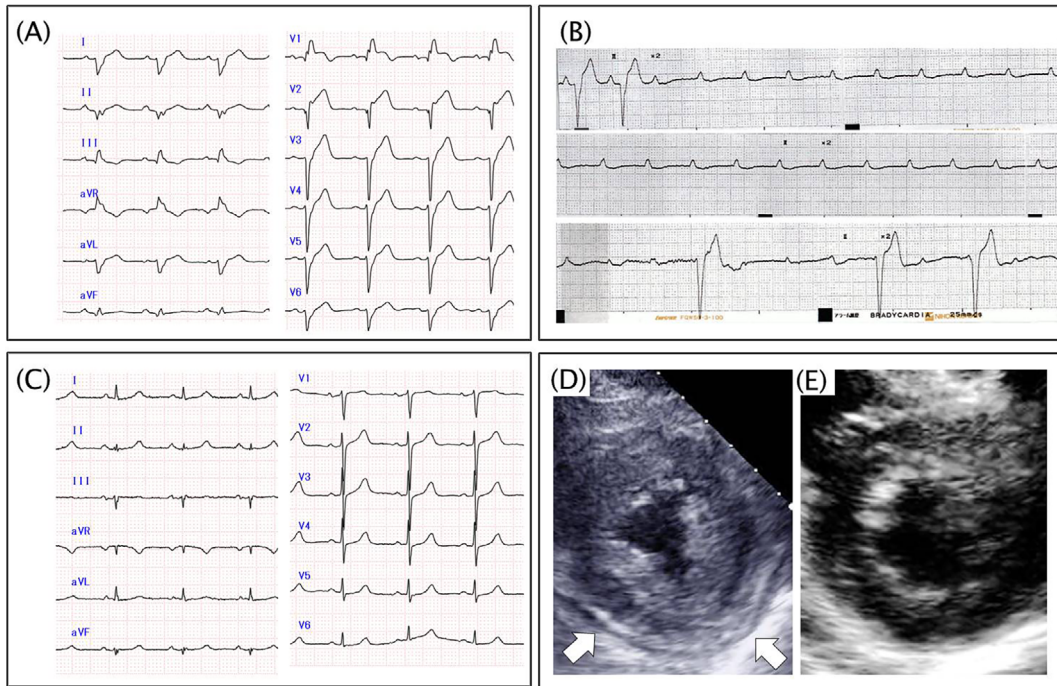 (A)
I
II
III
aVR
aVL
aVF
V1
V2
V3
V4
V5
V6
(B)
II ×2
II ×2
II ×2
BRADYCARDIA
(C)
I
II
III
aVR
aVL
aVF
V1
V2
V3
V4
V5
V6
(D)
(E)